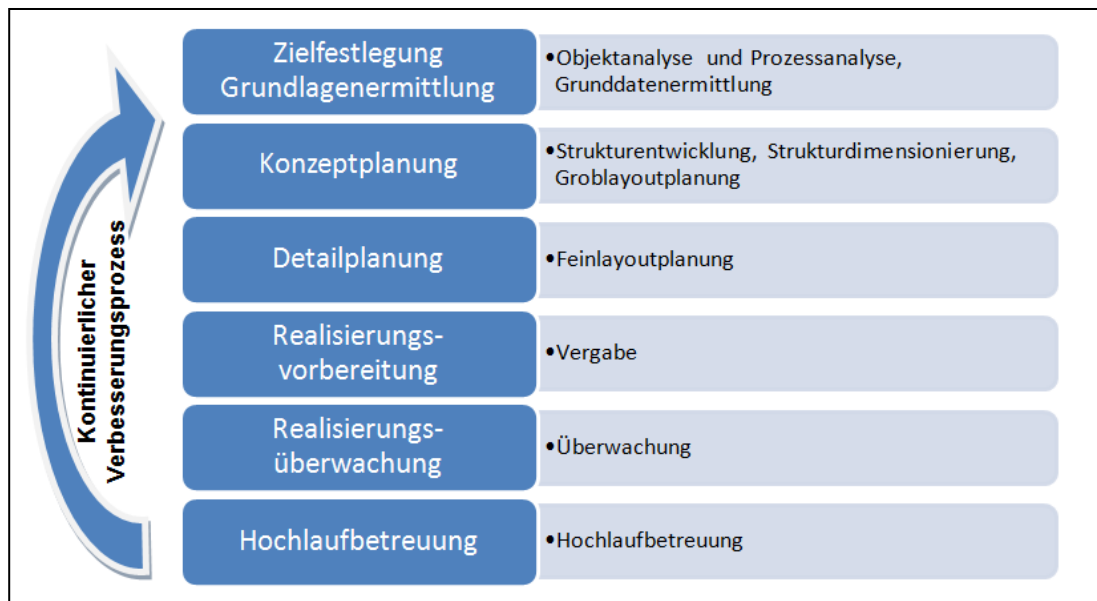 Zielfestlegung
Grundlagenermittlung
•Objektanalyse und Prozessanalyse,
Grunddatenermittlung
Konzeptplanung
•Strukturentwicklung, Strukturdimensionierung,
Groblayoutplanung
Detailplanung
•Feinlayoutplanung
Realisierungs-
vorbereitung
•Vergabe
Realisierungs-
überwachung
•Überwachung
Hochlaufbetreuung
•Hochlaufbetreuung
Kontinuierlicher
Verbesserungsprozess